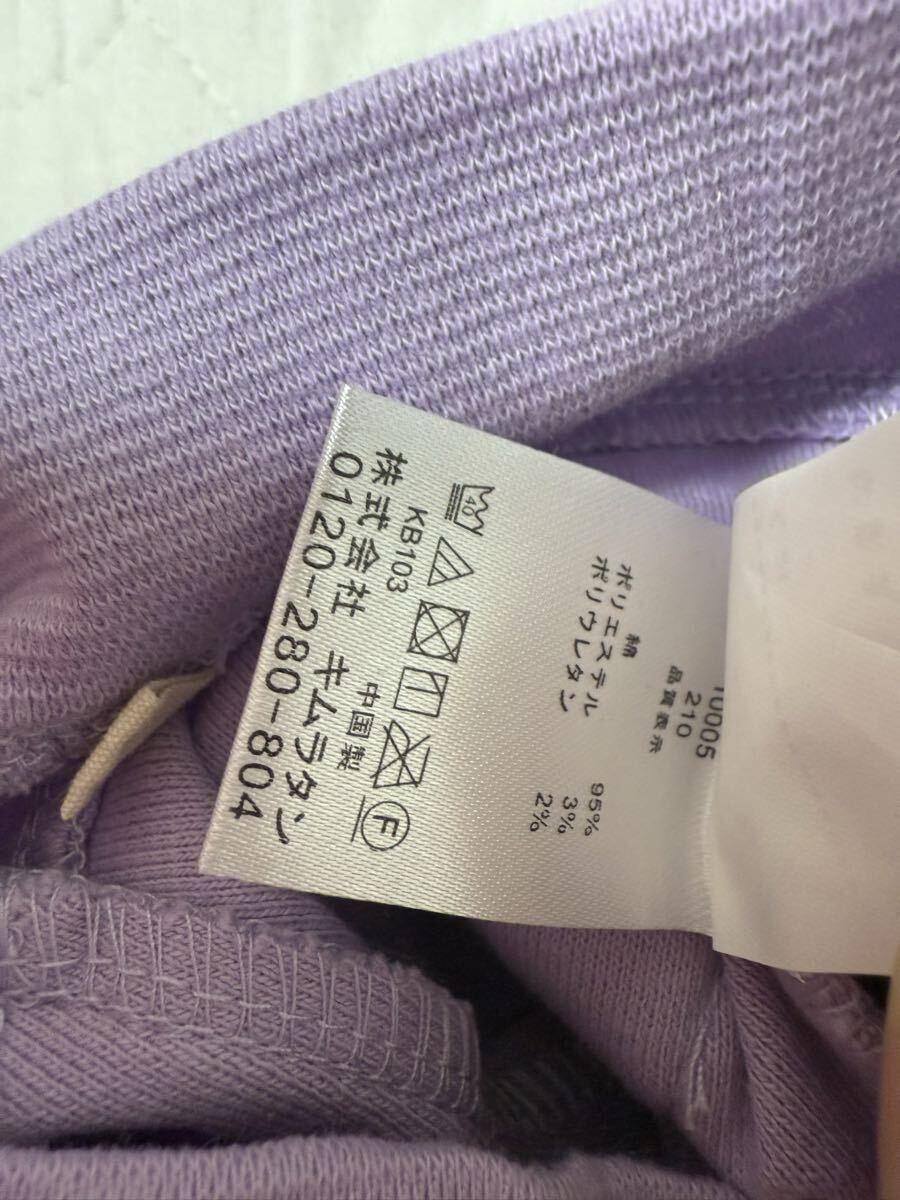 210
品質表示
綿 95%
ポリエステル 3%
ポリウレタン 2%
40
F
KB103 中国製
株式会社 キムラタン
0120-280-804